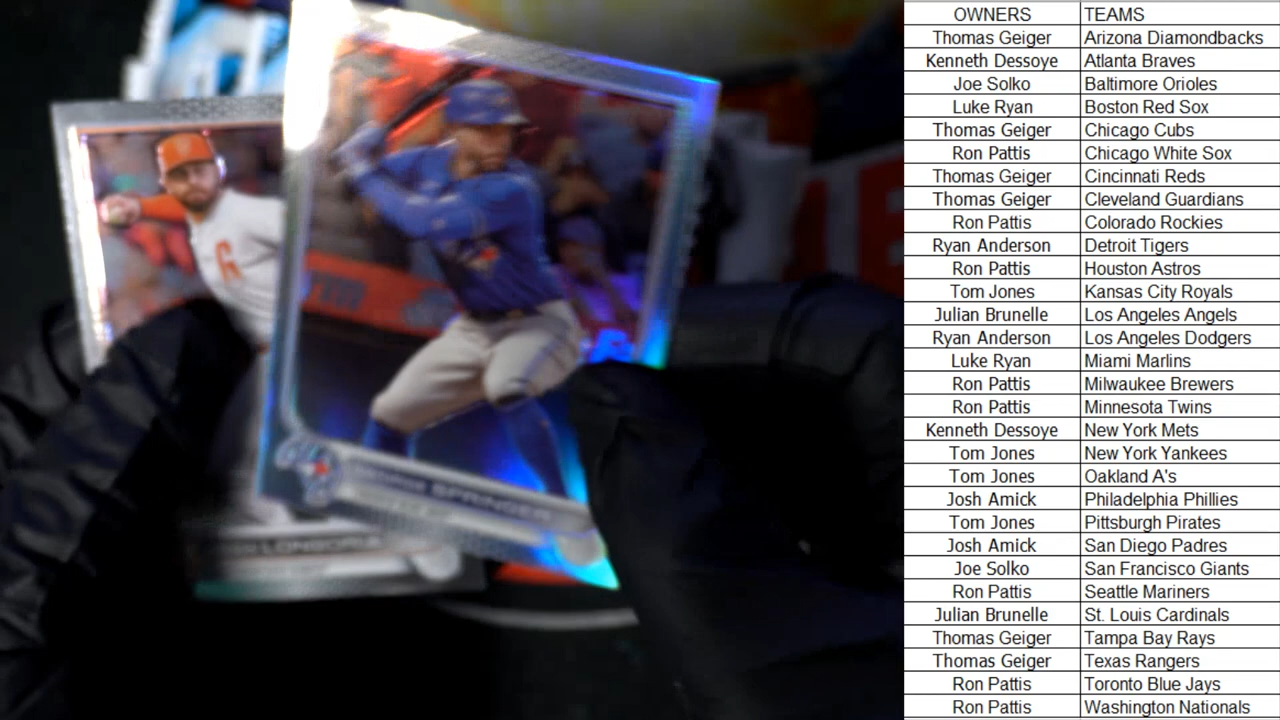 OWNERS TEAMS
Thomas Geiger Arizona Diamondbacks
Kenneth Dessoye Atlanta Braves
Joe Solko Baltimore Orioles
Luke Ryan Boston Red Sox
Thomas Geiger Chicago Cubs
Ron Pattis Chicago White Sox
Thomas Geiger Cincinnati Reds
Thomas Geiger Cleveland Guardians
Ron Pattis Colorado Rockies
Ryan Anderson Detroit Tigers
Ron Pattis Houston Astros
Tom Jones Kansas City Royals
Julian Brunelle Los Angeles Angels
Ryan Anderson Los Angeles Dodgers
Luke Ryan Miami Marlins
Ron Pattis Milwaukee Brewers
Ron Pattis Minnesota Twins
Kenneth Dessoye New York Mets
Tom Jones New York Yankees
Tom Jones Oakland A's
Josh Amick Philadelphia Phillies
Tom Jones Pittsburgh Pirates
Josh Amick San Diego Padres
Joe Solko San Francisco Giants
Ron Pattis Seattle Mariners
Julian Brunelle St. Louis Cardinals
Thomas Geiger Tampa Bay Rays
Thomas Geiger Texas Rangers
Ron Pattis Toronto Blue Jays
Ron Pattis Washington Nationals